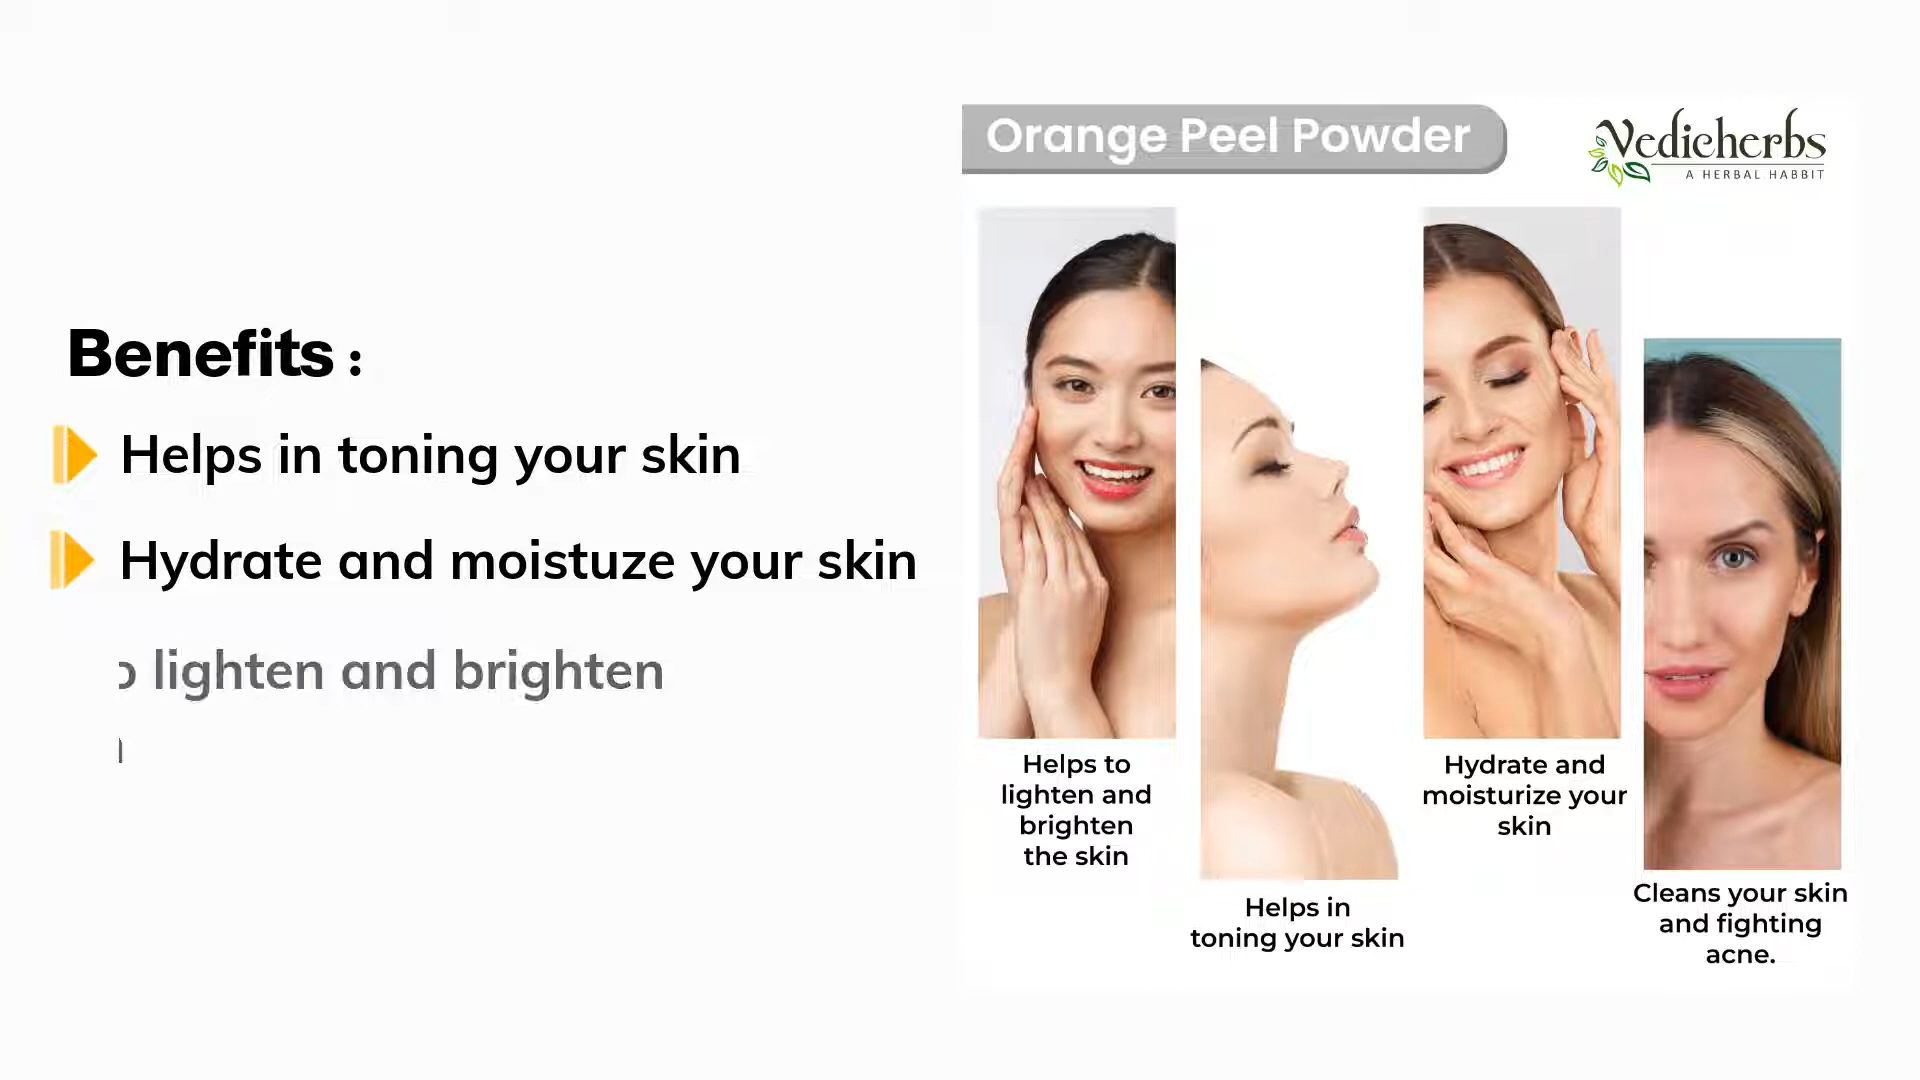 Benefits :
Helps in toning your skin
Hydrate and moistuze your skin
lighten and brighten
Orange Peel Powder
Vedicherbs
A HERBAL HABBIT
Helps to
lighten and
brighten
the skin
Helps in
toning your skin
Hydrate and
moisturize your
skin
Cleans your skin
and fighting
acne.